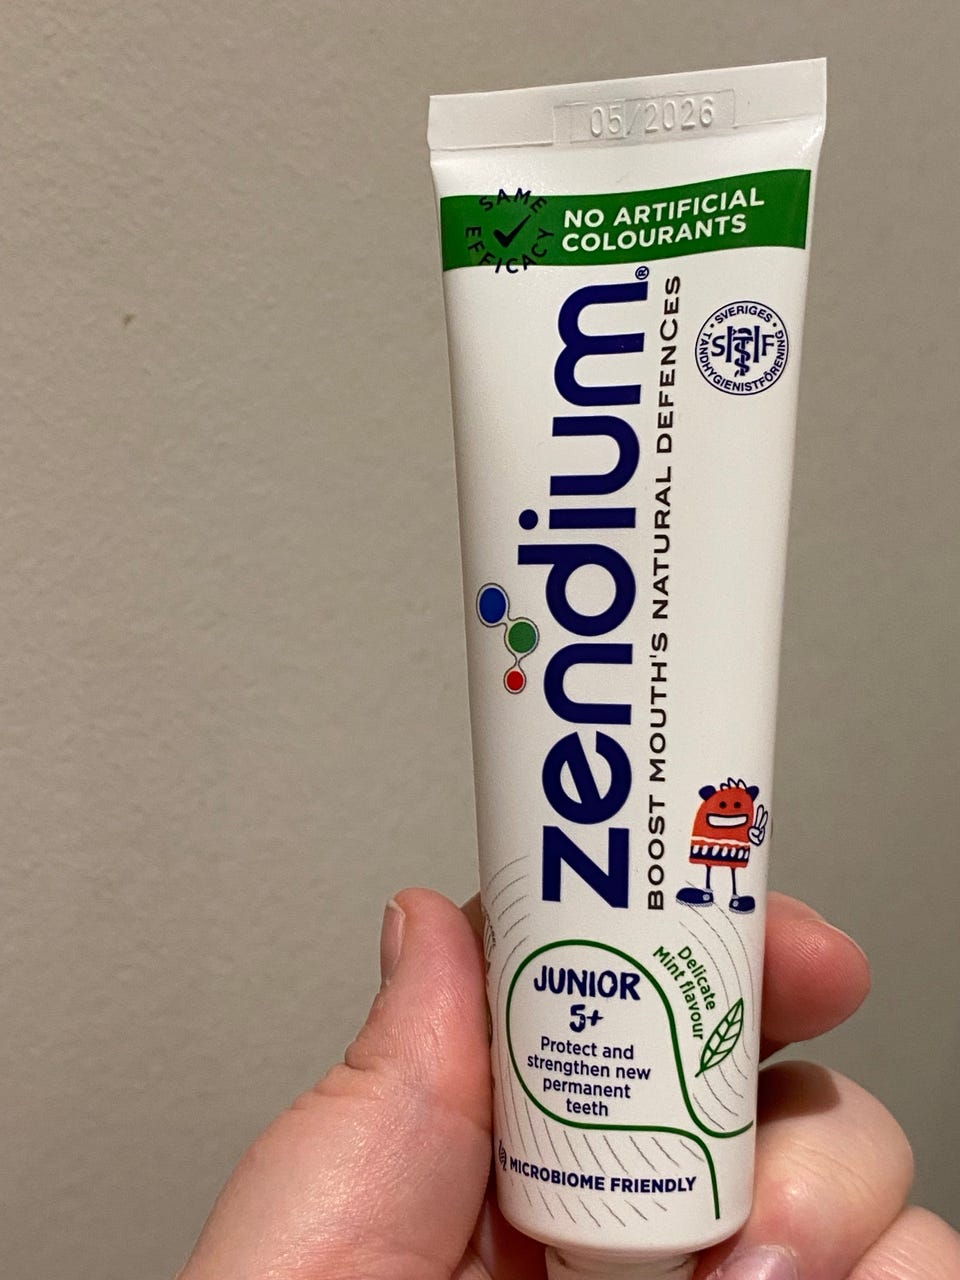 05/2026
SAME
EFFICACY
NO ARTIFICIAL
COLOURANTS
zendium®
BOOST MOUTH'S NATURAL DEFENCES
• SVERIGES •
STHF
TANDHYGIENISTFÖRENING
Delicate
Mint flavour
JUNIOR
5+
Protect and
strengthen new
permanent
teeth
MICROBIOME FRIENDLY